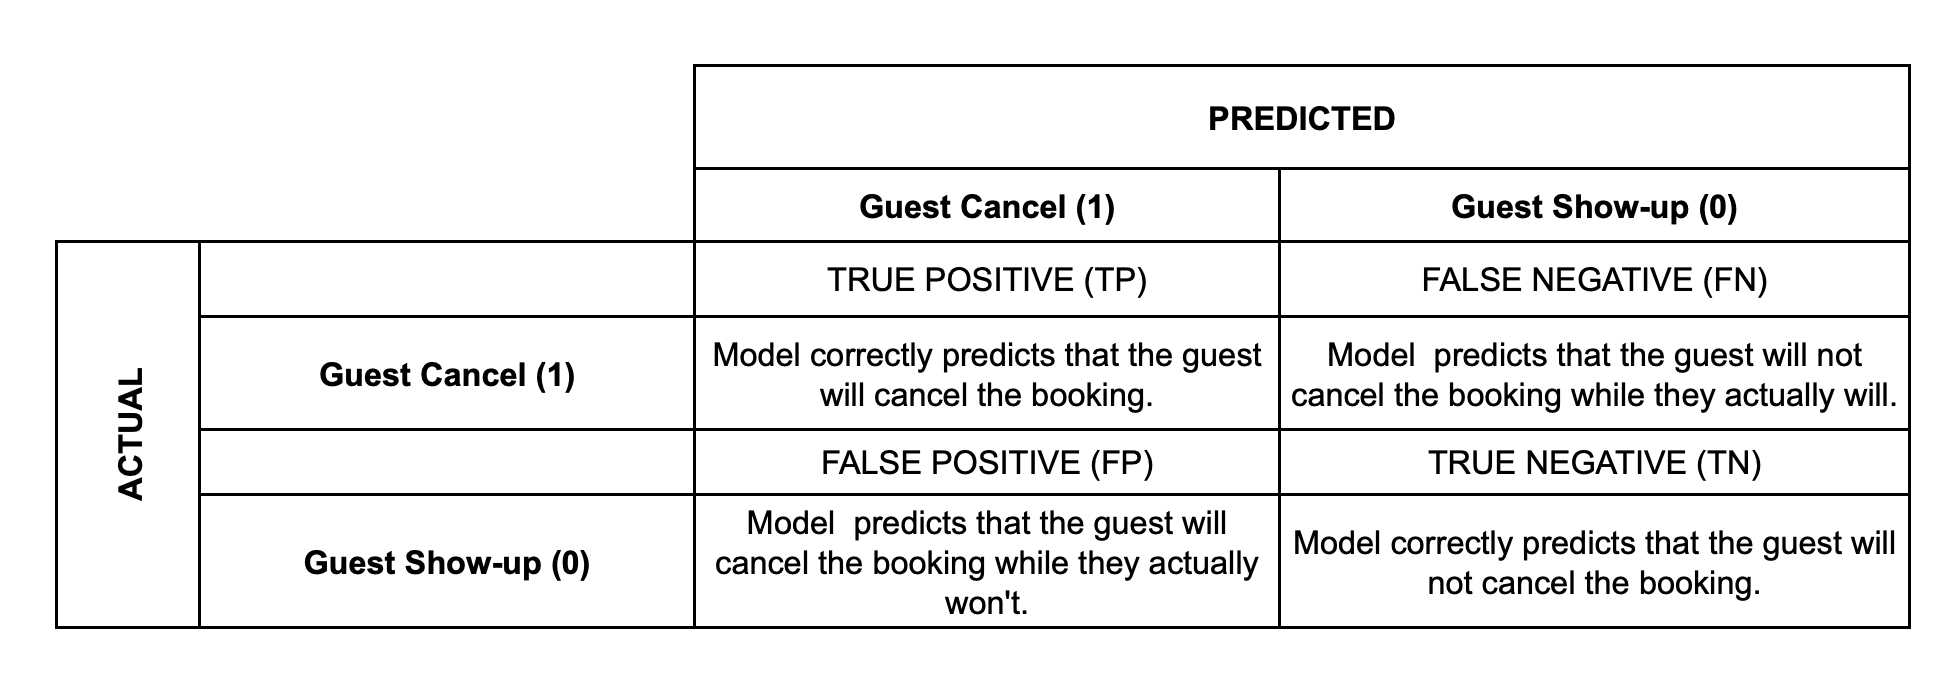 PREDICTED
Guest Cancel (1)
Guest Show-up (0)
ACTUAL
TRUE POSITIVE (TP)
FALSE NEGATIVE (FN)
Guest Cancel (1)
Model correctly predicts that the guest
will cancel the booking.
Model  predicts that the guest will not
cancel the booking while they actually will.
FALSE POSITIVE (FP)
TRUE NEGATIVE (TN)
Guest Show-up (0)
Model  predicts that the guest will
cancel the booking while they actually
won't.
Model correctly predicts that the guest will
not cancel the booking.